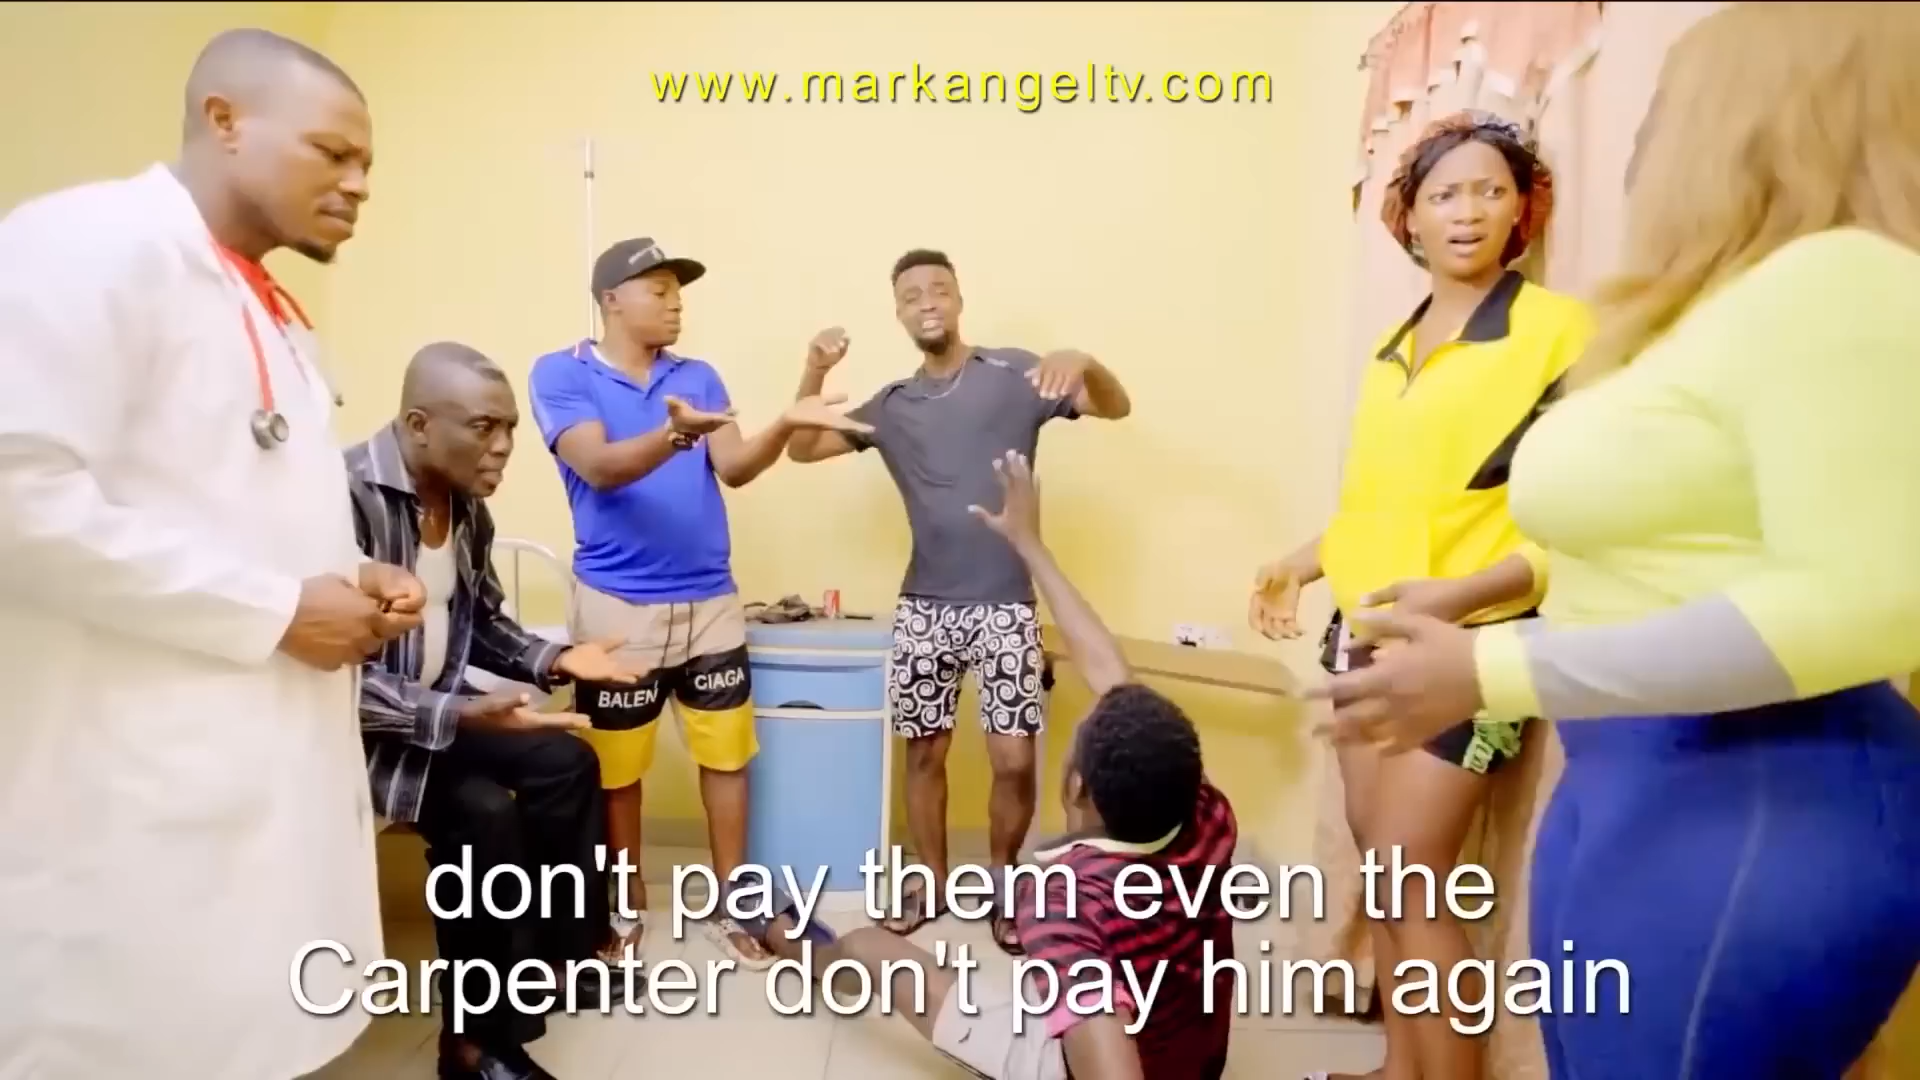 www.markangeltv.com
BALEN
CIAGA
don't pay them even the
Carpenter don't pay him again